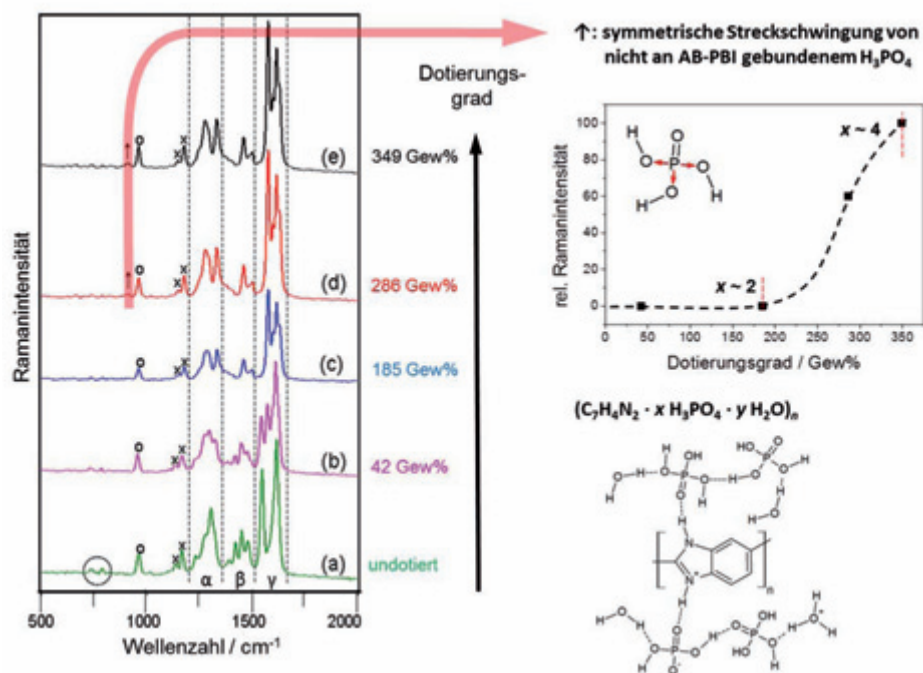 Ramanintensität
(e)
(d)
(c)
(b)
(a)
349 Gew%
286 Gew%
185 Gew%
42 Gew%
undotiert
Dotierungs-
grad
α β γ
500 1000 1500 2000
Wellenzahl / cm⁻¹
↑: symmetrische Streckschwingung von
nicht an AB-PBI gebundenem H₃PO₄
rel. Ramanintensität
100
80
60
40
20
0
x ~ 4
x ~ 2
0 50 100 150 200 250 300 350
Dotierungsgrad / Gew%
(C₇H₄N₂ · x H₃PO₄ · y H₂O)ₙ